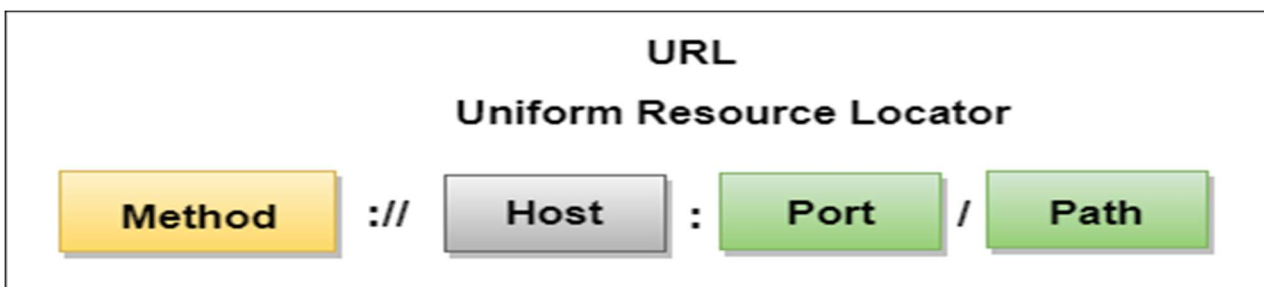 URL
Uniform Resource Locator
Method :// Host : Port / Path